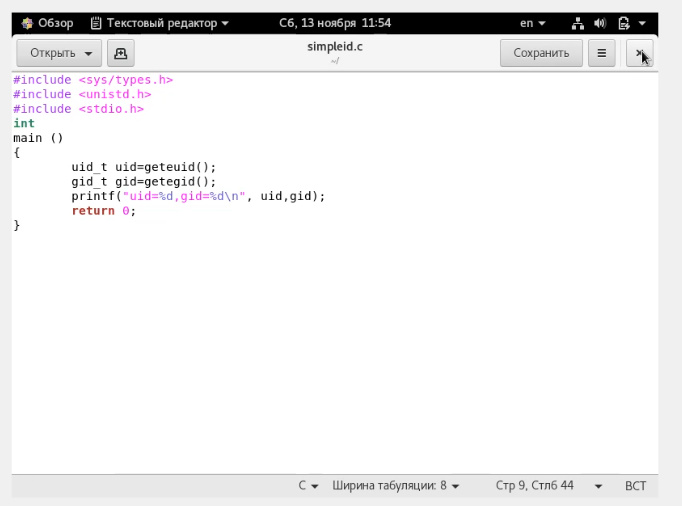 Обзор Текстовый редактор Сб, 13 ноября 11:54 en
Открыть simpleid.c Сохранить
~/
#include <sys/types.h>
#include <unistd.h>
#include <stdio.h>
int
main ()
{
        uid_t uid=geteuid();
        gid_t gid=getegid();
        printf("uid=%d,gid=%d\n", uid,gid);
        return 0;
}
C Ширина табуляции: 8 Стр 9, Стлб 44 ВСТ